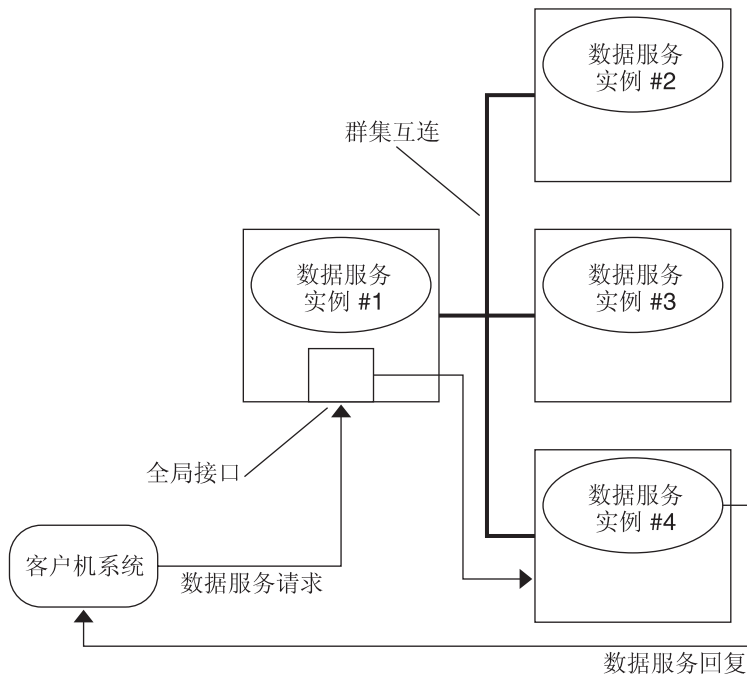 数据服务
实例 #2
群集互连
数据服务
实例 #1
数据服务
实例 #3
全局接口
数据服务
实例 #4
客户机系统
数据服务请求
数据服务回复